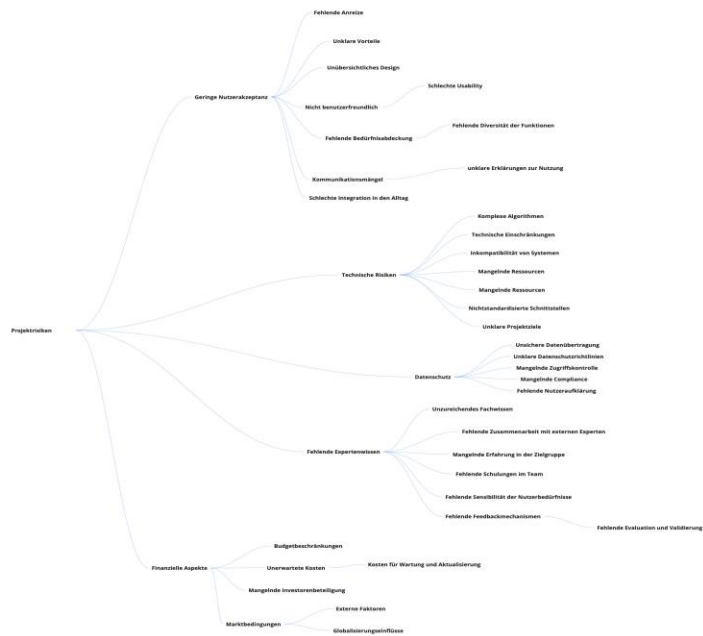 Projektrisiken
Geringe Nutzerakzeptanz
Fehlende Anreize
Unklare Vorteile
Unübersichtliches Design
Nicht benutzerfreundlich
Schlechte Usability
Fehlende Bedürfnisabdeckung
Fehlende Diversität der Funktionen
Kommunikationsmängel
unklare Erklärungen zur Nutzung
Schlechte Integration in den Alltag
Technische Risiken
Komplexe Algorithmen
Technische Einschränkungen
Inkompatibilität von Systemen
Mangelnde Ressourcen
Mangelnde Ressourcen
Nichtstandardisierte Schnittstellen
Unklare Projektziele
Datenschutz
Unsichere Datenübertragung
Unklare Datenschutzrichtlinien
Mangelnde Zugriffskontrolle
Mangelnde Compliance
Fehlende Nutzeraufklärung
Fehlende Expertenwissen
Unzureichendes Fachwissen
Fehlende Zusammenarbeit mit externen Experten
Mangelnde Erfahrung in der Zielgruppe
Fehlende Schulungen im Team
Fehlende Sensibilität der Nutzerbedürfnisse
Fehlende Feedbackmechanismen
Fehlende Evaluation und Validierung
Finanzielle Aspekte
Budgetbeschränkungen
Unerwartete Kosten
Kosten für Wartung und Aktualisierung
Mangelnde Investorenbeteiligung
Marktbedingungen
Externe Faktoren
Globalisierungseinflüsse